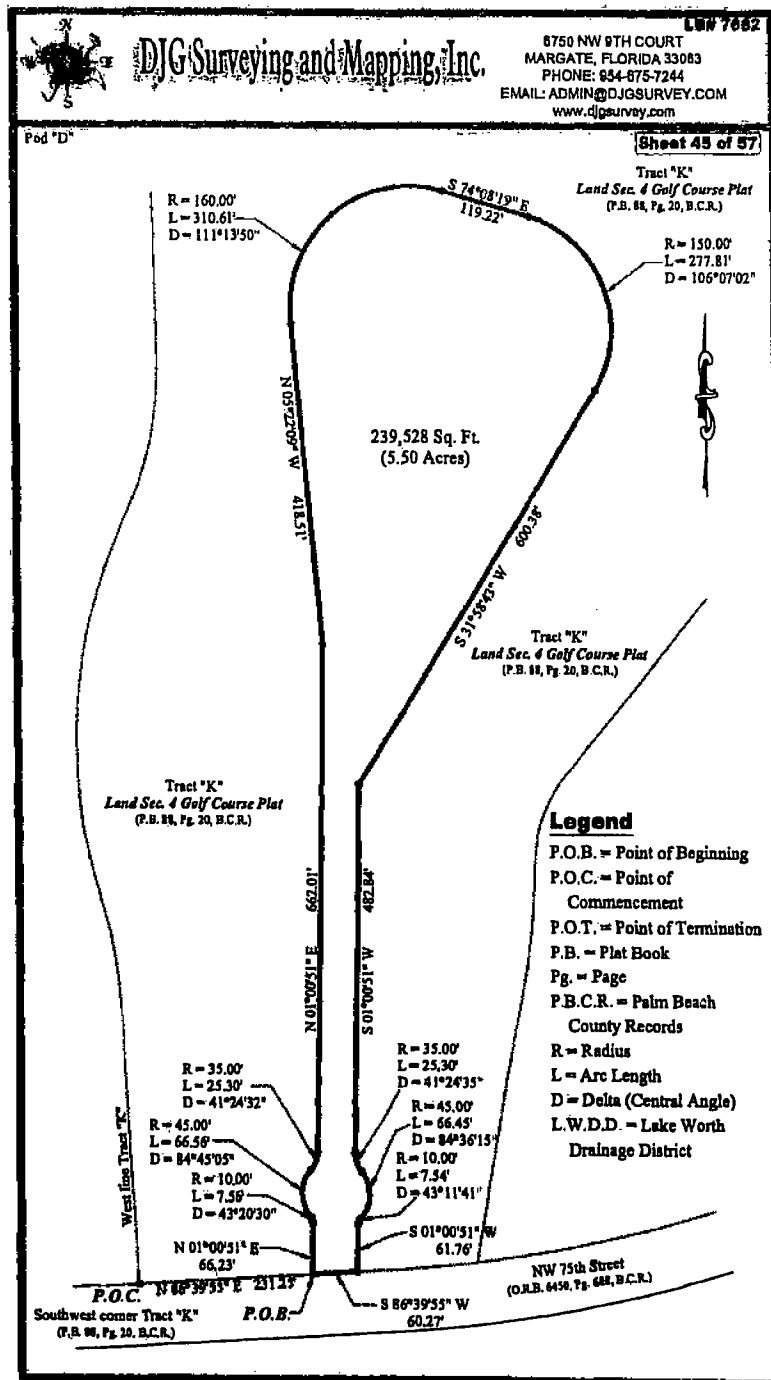 LB# 7662
DJG Surveying and Mapping, Inc.
6750 NW 9TH COURT
MARGATE, FLORIDA 33063
PHONE: 954-675-7244
EMAIL: ADMIN@DJGSURVEY.COM
www.djgsurvey.com
N
E
S
Pod "D"
Sheet 45 of 57
Tract "K"
Land Sec. 4 Golf Course Plat
(P.B. 88, Pg. 20, B.C.R.)
R = 160.00'
L = 310.61'
D = 111°13'50"
S 74°08'19" E
119.22'
R = 150.00'
L = 277.81'
D = 106°07'02"
N 05°22'09" W 418.51'
239,528 Sq. Ft.
(5.50 Acres)
S 31°58'43" W 600.38'
Tract "K"
Land Sec. 4 Golf Course Plat
(P.B. 88, Pg. 20, B.C.R.)
Tract "K"
Land Sec. 4 Golf Course Plat
(P.B. 88, Pg. 20, B.C.R.)
N 01°00'51" E 662.01'
S 01°00'51" W 482.84'
Legend
P.O.B. = Point of Beginning
P.O.C. = Point of
Commencement
P.O.T. = Point of Termination
P.B. = Plat Book
Pg. = Page
P.B.C.R. = Palm Beach
County Records
R = Radius
L = Arc Length
D = Delta (Central Angle)
L.W.D.D. = Lake Worth
Drainage District
R = 35.00'
L = 25.30'
D = 41°24'32"
R = 45.00'
L = 66.56'
D = 84°45'05"
R = 10.00'
L = 7.56'
D = 43°20'30"
N 01°00'51" E
66.23'
R = 35.00'
L = 25.30'
D = 41°24'35"
R = 45.00'
L = 66.45'
D = 84°36'15"
R = 10.00'
L = 7.54'
D = 43°11'41"
S 01°00'51" W
61.76'
West line Tract "K"
P.O.C.
N 86°39'55" E 231.23'
NW 75th Street
(O.R.B. 6450, Pg. 688, B.C.R.)
Southwest corner Tract "K"
(P.B. 88, Pg. 20, B.C.R.)
P.O.B.
S 86°39'55" W
60.27'